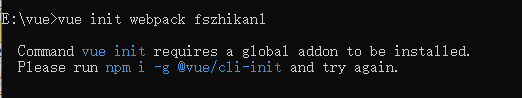 E:\vue>vue init webpack fszhikan1
Command vue init requires a global addon to be installed.
Please run npm i -g @vue/cli-init and try again.